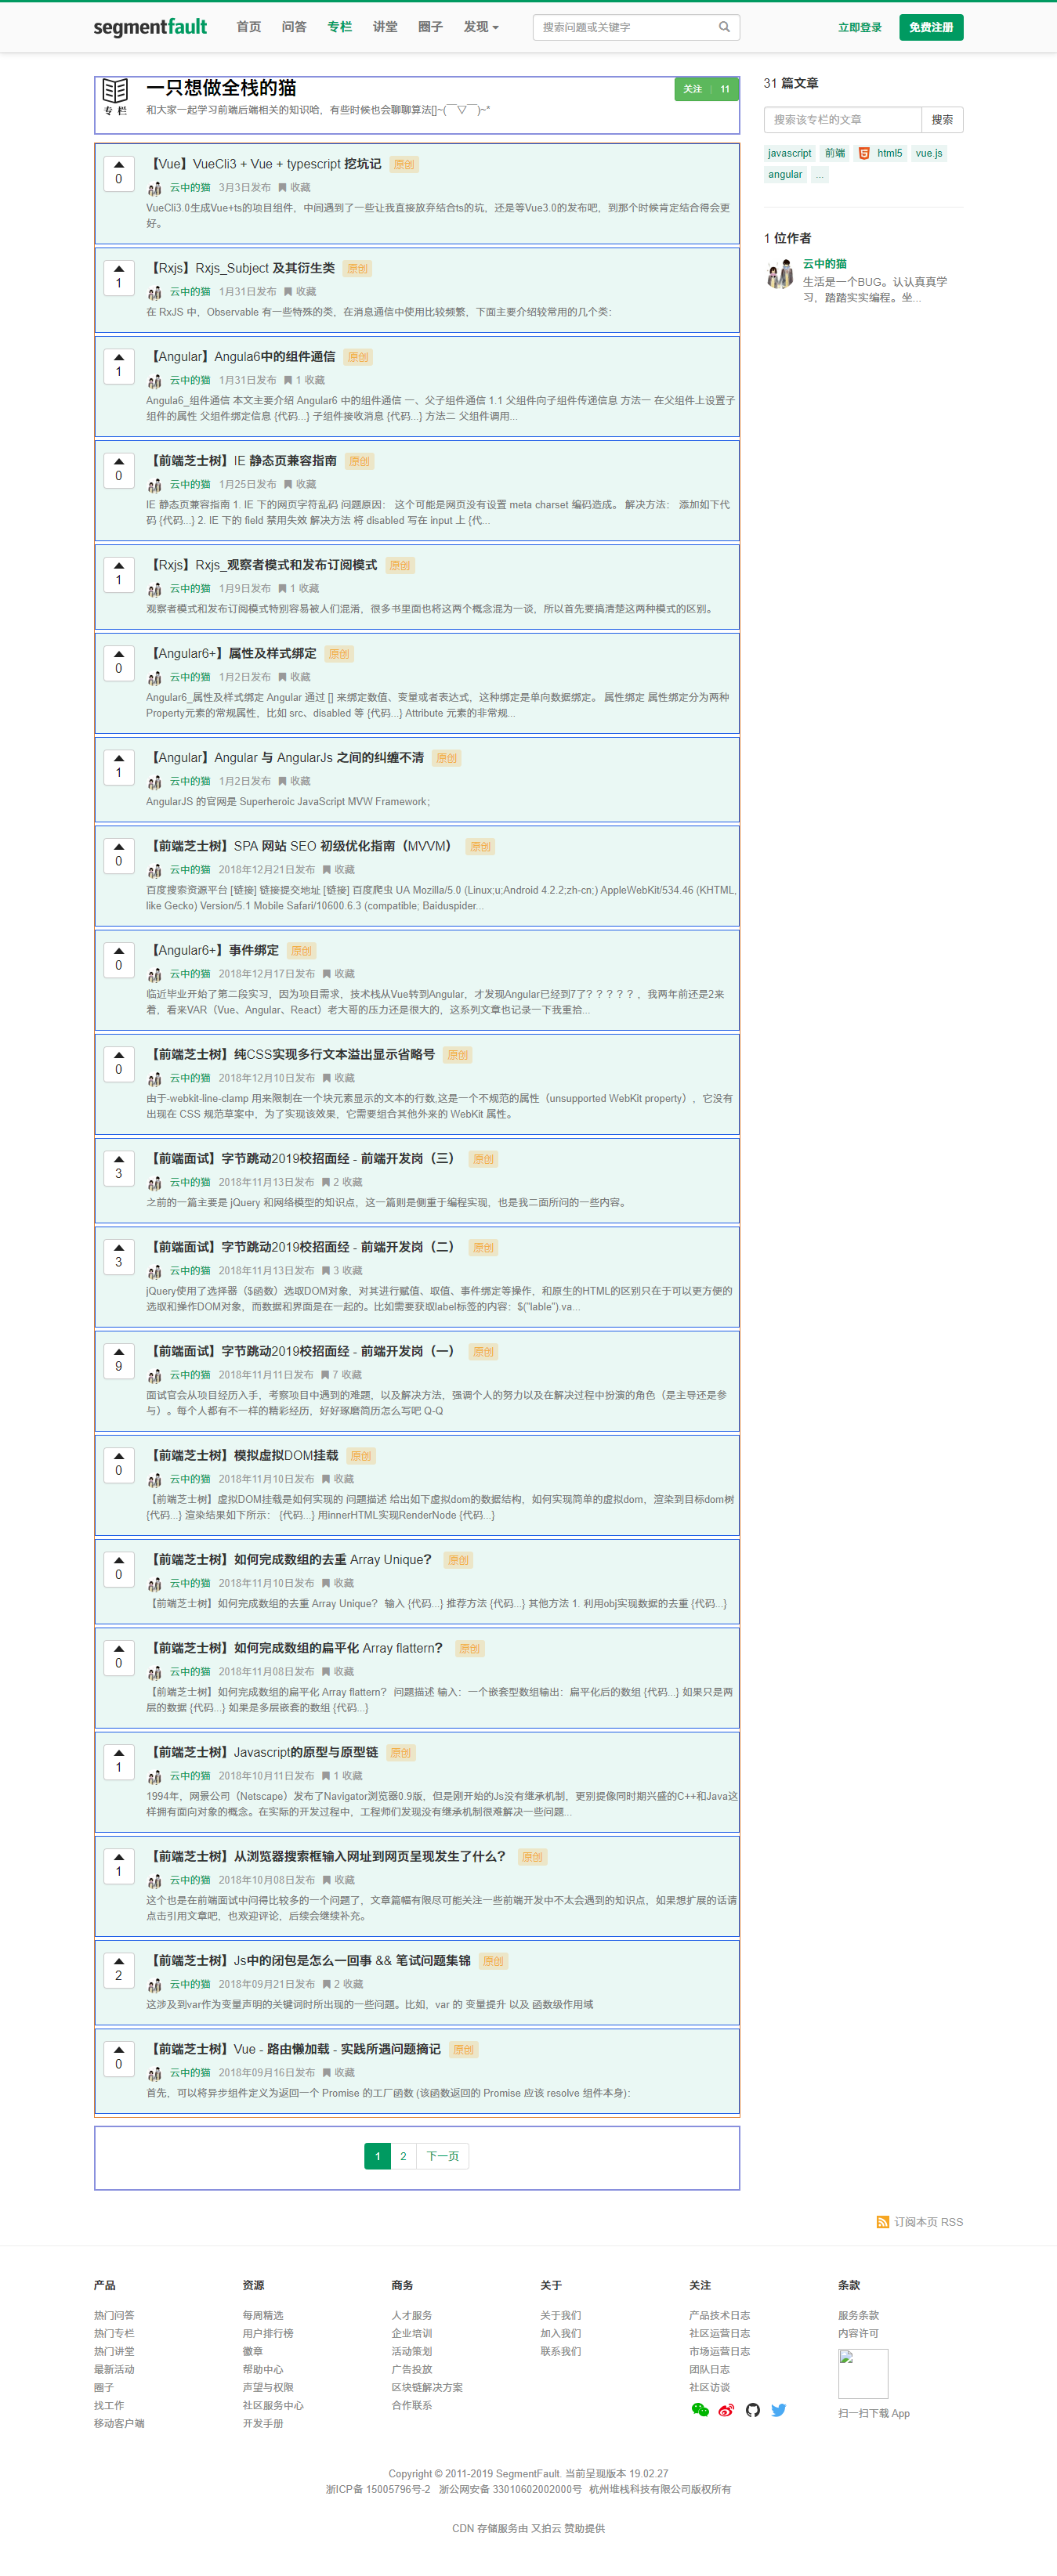 segmentfault 首页 问答 专栏 讲堂 圈子 发现 搜索问题或关键字 立即登录 免费注册
专栏
一只想做全栈的猫
关注 | 11
和大家一起学习前端后端相关的知识哈，有些时候也会聊聊算法[]~(￣▽￣)~*
0
【Vue】VueCli3 + Vue + typescript 挖坑记 原创
云中的猫 3月3日发布 收藏
VueCli3.0生成Vue+ts的项目组件，中间遇到了一些让我直接放弃结合ts的坑，还是等Vue3.0的发布吧，到那个时候肯定结合得会更
好。
1
【Rxjs】Rxjs_Subject 及其衍生类 原创
云中的猫 1月31日发布 收藏
在 RxJS 中，Observable 有一些特殊的类，在消息通信中使用比较频繁，下面主要介绍较常用的几个类：
1
【Angular】Angula6中的组件通信 原创
云中的猫 1月31日发布 1 收藏
Angula6_组件通信 本文主要介绍 Angular6 中的组件通信 一、父子组件通信 1.1 父组件向子组件传递信息 方法一 在父组件上设置子
组件的属性 父组件绑定信息 {代码...} 子组件接收消息 {代码...} 方法二 父组件调用...
0
【前端芝士树】IE 静态页兼容指南 原创
云中的猫 1月25日发布 收藏
IE 静态页兼容指南 1. IE 下的网页字符乱码 问题原因： 这个可能是网页没有设置 meta charset 编码造成。 解决方法： 添加如下代
码 {代码...} 2. IE 下的 field 禁用失效 解决方法 将 disabled 写在 input 上 {代...
1
【Rxjs】Rxjs_观察者模式和发布订阅模式 原创
云中的猫 1月9日发布 1 收藏
观察者模式和发布订阅模式特别容易被人们混淆，很多书里面也将这两个概念混为一谈，所以首先要搞清楚这两种模式的区别。
0
【Angular6+】属性及样式绑定 原创
云中的猫 1月2日发布 收藏
Angular6_属性及样式绑定 Angular 通过 [] 来绑定数值、变量或者表达式，这种绑定是单向数据绑定。 属性绑定 属性绑定分为两种
Property元素的常规属性，比如 src、disabled 等 {代码...} Attribute 元素的非常规...
1
【Angular】Angular 与 AngularJs 之间的纠缠不清 原创
云中的猫 1月2日发布 收藏
AngularJS 的官网是 Superheroic JavaScript MVW Framework；
0
【前端芝士树】SPA 网站 SEO 初级优化指南（MVVM） 原创
云中的猫 2018年12月21日发布 收藏
百度搜索资源平台 [链接] 链接提交地址 [链接] 百度爬虫 UA Mozilla/5.0 (Linux;u;Android 4.2.2;zh-cn;) AppleWebKit/534.46 (KHTML,
like Gecko) Version/5.1 Mobile Safari/10600.6.3 (compatible; Baiduspider...
0
【Angular6+】事件绑定 原创
云中的猫 2018年12月17日发布 收藏
临近毕业开始了第二段实习，因为项目需求，技术栈从Vue转到Angular，才发现Angular已经到7了？？？？？，我两年前还是2来
着，看来VAR（Vue、Angular、React）老大哥的压力还是很大的，这系列文章也记录一下我重拾...
0
【前端芝士树】纯CSS实现多行文本溢出显示省略号 原创
云中的猫 2018年12月10日发布 收藏
由于-webkit-line-clamp 用来限制在一个块元素显示的文本的行数,这是一个不规范的属性（unsupported WebKit property），它没有
出现在 CSS 规范草案中，为了实现该效果，它需要组合其他外来的 WebKit 属性。
3
【前端面试】字节跳动2019校招面经 - 前端开发岗（三） 原创
云中的猫 2018年11月13日发布 2 收藏
之前的一篇主要是 jQuery 和网络模型的知识点，这一篇则是侧重于编程实现，也是我二面所问的一些内容。
3
【前端面试】字节跳动2019校招面经 - 前端开发岗（二） 原创
云中的猫 2018年11月13日发布 3 收藏
jQuery使用了选择器（$函数）选取DOM对象，对其进行赋值、取值、事件绑定等操作，和原生的HTML的区别只在于可以更方便的
选取和操作DOM对象，而数据和界面是在一起的。比如需要获取label标签的内容：$("lable").va...
9
【前端面试】字节跳动2019校招面经 - 前端开发岗（一） 原创
云中的猫 2018年11月11日发布 7 收藏
面试官会从项目经历入手，考察项目中遇到的难题，以及解决方法，强调个人的努力以及在解决过程中扮演的角色（是主导还是参
与）。每个人都有不一样的精彩经历，好好琢磨简历怎么写吧 Q-Q
0
【前端芝士树】模拟虚拟DOM挂载 原创
云中的猫 2018年11月10日发布 收藏
【前端芝士树】虚拟DOM挂载是如何实现的 问题描述 给出如下虚拟dom的数据结构，如何实现简单的虚拟dom，渲染到目标dom树
{代码...} 渲染结果如下所示： {代码...} 用innerHTML实现RenderNode {代码...}
0
【前端芝士树】如何完成数组的去重 Array Unique？ 原创
云中的猫 2018年11月10日发布 收藏
【前端芝士树】如何完成数组的去重 Array Unique？ 输入 {代码...} 推荐方法 {代码...} 其他方法 1. 利用obj实现数据的去重 {代码...}
0
【前端芝士树】如何完成数组的扁平化 Array flattern？ 原创
云中的猫 2018年11月08日发布 收藏
【前端芝士树】如何完成数组的扁平化 Array flattern？ 问题描述 输入：一个嵌套型数组输出：扁平化后的数组 {代码...} 如果只是两
层的数据 {代码...} 如果是多层嵌套的数组 {代码...}
1
【前端芝士树】Javascript的原型与原型链 原创
云中的猫 2018年10月11日发布 1 收藏
1994年，网景公司（Netscape）发布了Navigator浏览器0.9版，但是刚开始的Js没有继承机制，更别提像同时期兴盛的C++和Java这
样拥有面向对象的概念。在实际的开发过程中，工程师们发现没有继承机制很难解决一些问题...
1
【前端芝士树】从浏览器搜索框输入网址到网页呈现发生了什么？ 原创
云中的猫 2018年10月08日发布 收藏
这个也是在前端面试中问得比较多的一个问题了，文章篇幅有限尽可能关注一些前端开发中不太会遇到的知识点，如果想扩展的话请
点击引用文章吧，也欢迎评论，后续会继续补充。
2
【前端芝士树】Js中的闭包是怎么一回事 && 笔试问题集锦 原创
云中的猫 2018年09月21日发布 2 收藏
这涉及到var作为变量声明的关键词时所出现的一些问题。比如，var 的 变量提升 以及 函数级作用域
0
【前端芝士树】Vue - 路由懒加载 - 实践所遇问题摘记 原创
云中的猫 2018年09月16日发布 收藏
首先，可以将异步组件定义为返回一个 Promise 的工厂函数 (该函数返回的 Promise 应该 resolve 组件本身)：
1 2 下一页
31 篇文章
搜索该专栏的文章 搜索
javascript 前端 html5 vue.js
angular ...
1 位作者
云中的猫
生活是一个BUG。认认真真学
习，踏踏实实编程。坐...
订阅本页 RSS
产品
热门问答
热门专栏
热门讲堂
最新活动
圈子
找工作
移动客户端
资源
每周精选
用户排行榜
徽章
帮助中心
声望与权限
社区服务中心
开发手册
商务
人才服务
企业培训
活动策划
广告投放
区块链解决方案
合作联系
关于
关于我们
加入我们
联系我们
关注
产品技术日志
社区运营日志
市场运营日志
团队日志
社区访谈
条款
服务条款
内容许可
扫一扫下载 App
Copyright © 2011-2019 SegmentFault. 当前呈现版本 19.02.27
浙ICP备 15005796号-2 浙公网安备 33010602002000号 杭州堆栈科技有限公司版权所有
CDN 存储服务由 又拍云 赞助提供